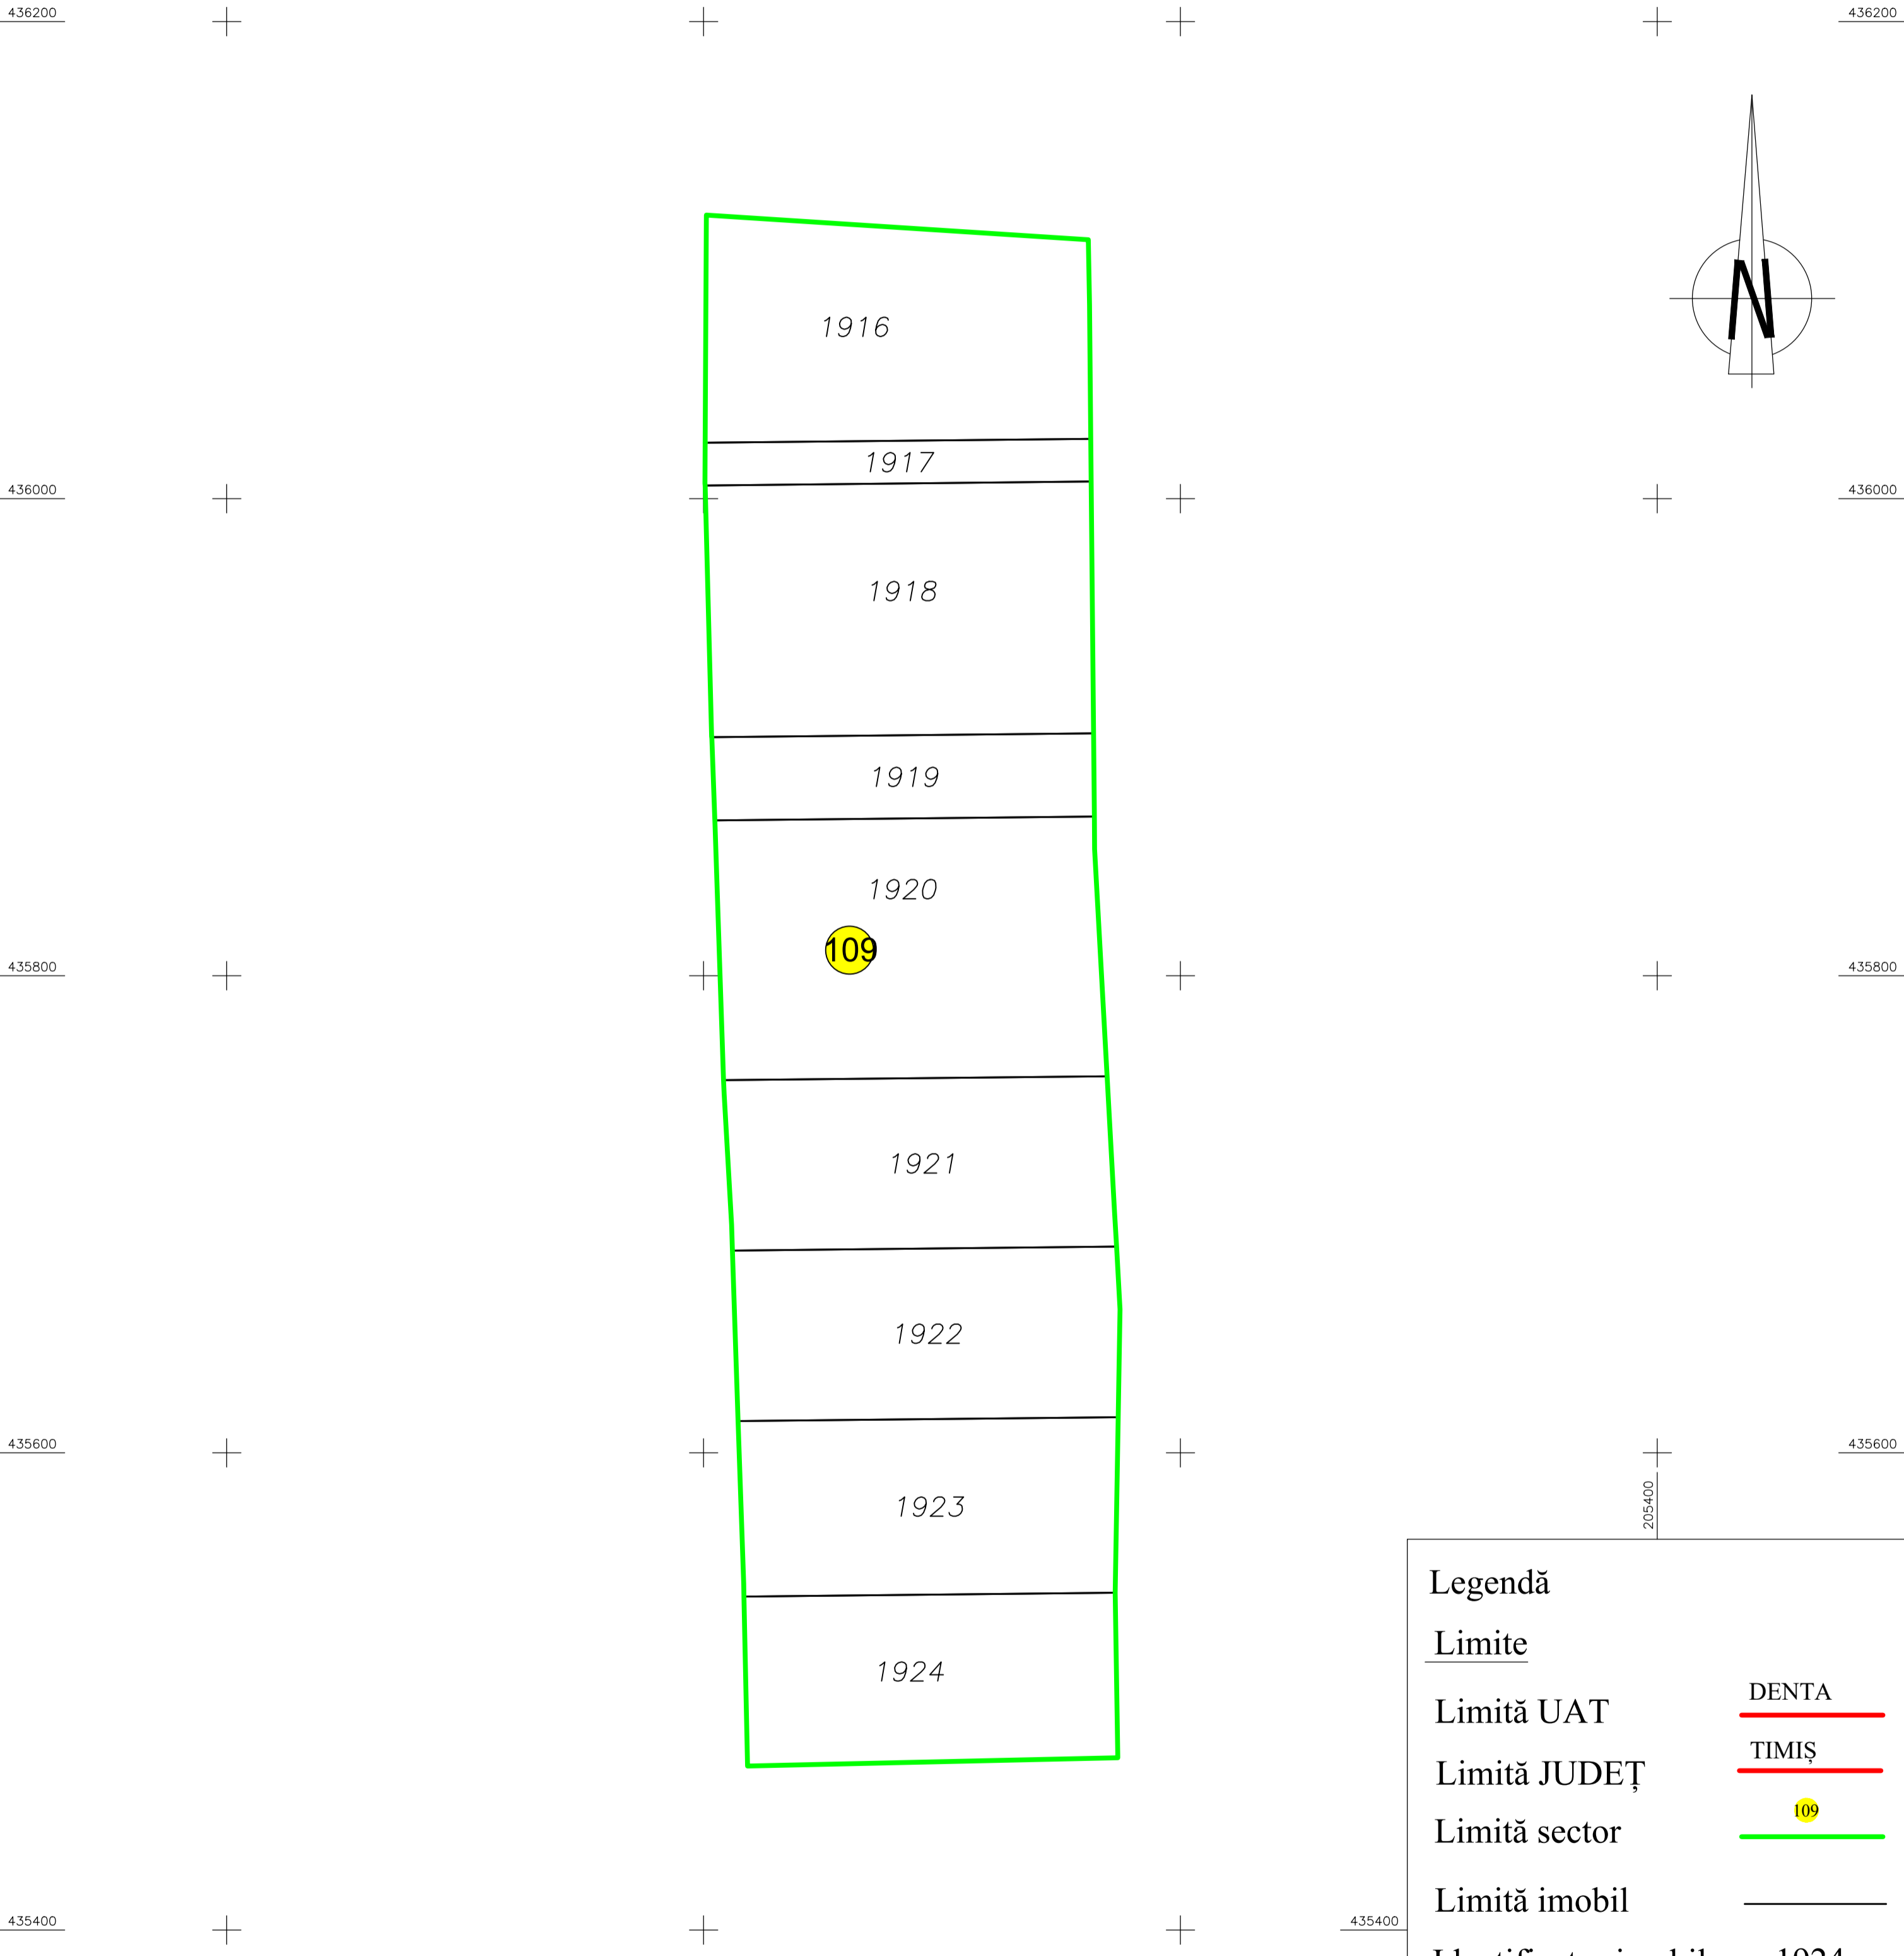 436200 436200
N
1916
1917
436000 436000
1918
1919
1920
109
435800 435800
1921
1922
435600 435600
1923
205400
1924
Legendă
Limite
Limită UAT DENTA
Limită JUDEȚ TIMIȘ
Limită sector 109
Limită imobil
435400 435400
1924